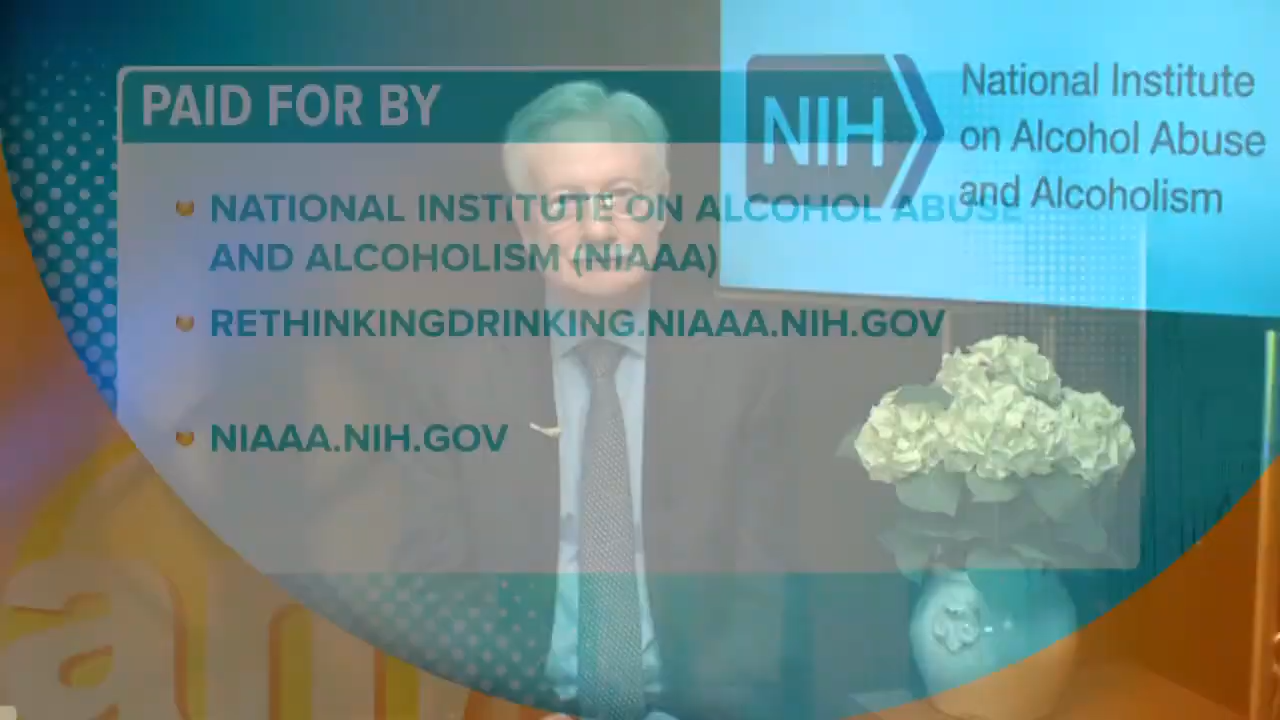 PAID FOR BY
NIH
National Institute
on Alcohol Abuse
and Alcoholism
NATIONAL INSTITUTE ON ALCOHOL ABUSE
AND ALCOHOLISM (NIAAA)
RETHINKINGDRINKING.NIAAA.NIH.GOV
NIAAA.NIH.GOV
am